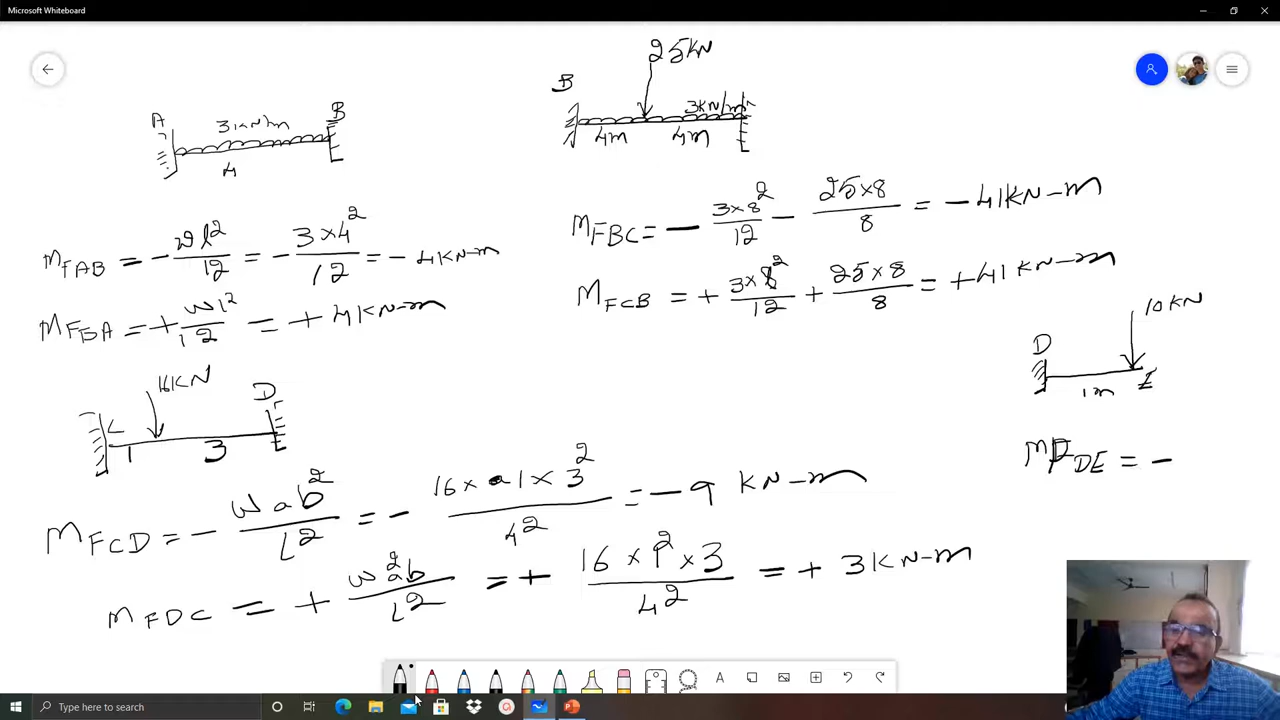 Microsoft Whiteboard
25KN
B
3KN/m
4m 4m
A
B
3KN/m
4
MFAB = - wl²/12 = - 3×4²/12 = - 4KN-m
MFBA = + wl²/12 = + 4KN-m
MFBC = - 3×8²/12 - 25×8/8 = - 41KN-m
MFCB = + 3×8²/12 + 25×8/8 = +41KN-m
16KN
C
D
1 3
MFCD = - wab²/L² = - 16×1×3²/4² = - 9 KN-m
MFDC = + wa²b/L² = + 16×1²×3/4² = + 3KN-m
10KN
D
1m
E
MFDE = -
Type here to search